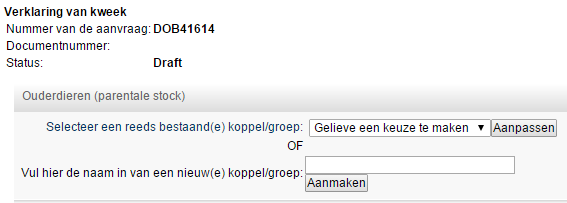 Verklaring van kweek
Nummer van de aanvraag: DOB41614
Documentnummer:
Status: Draft
Ouderdieren (parentale stock)
Selecteer een reeds bestaand(e) koppel/groep: Gelieve een keuze te maken Aanpassen
OF
Vul hier de naam in van een nieuw(e) koppel/groep:
Aanmaken